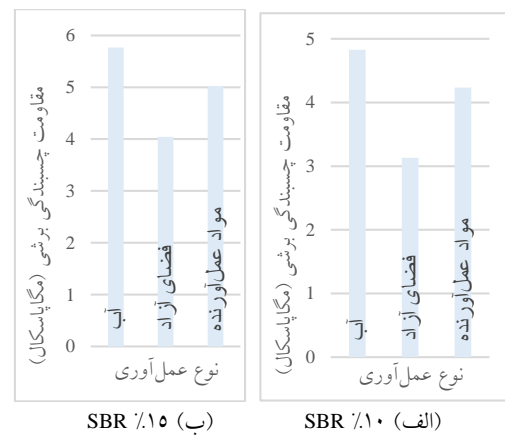 مقاومت چسبندگی برشی (مگاپاسکال)
5
4
3
2
1
0
آب
فضای آزاد
مواد عمل‌آورنده
نوع عمل‌آوری
(الف) ۱۰٪ SBR
مقاومت چسبندگی برشی (مگاپاسکال)
6
5
4
3
2
1
0
آب
فضای آزاد
مواد عمل‌آورنده
نوع عمل‌آوری
(ب) ۱۵٪ SBR